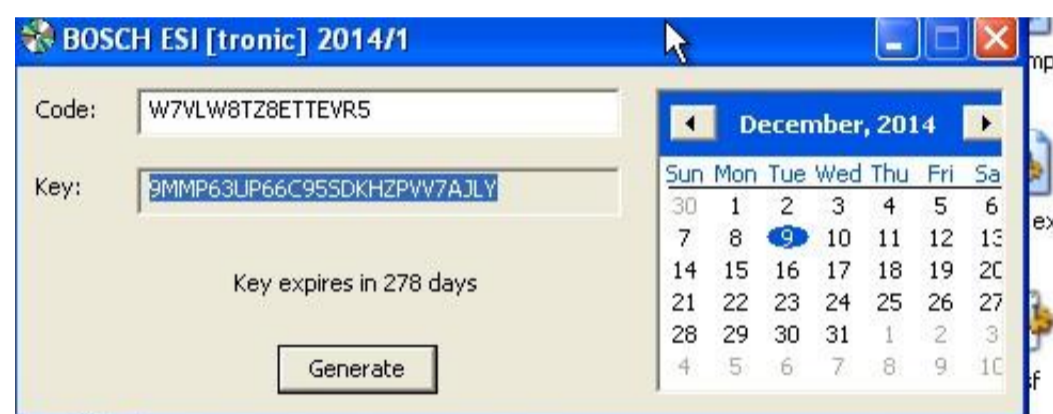 BOSCH ESI [tronic] 2014/1
Code: W7VLW8TZ8ETTEVR5
Key:
Key expires in 278 days
Generate
December, 2014
Sun Mon Tue Wed Thu Fri Sa
30 1 2 3 4 5 6
7 8 9 10 11 12 13
14 15 16 17 18 19 20
21 22 23 24 25 26 27
28 29 30 31 1 2 3
4 5 6 7 8 9 10